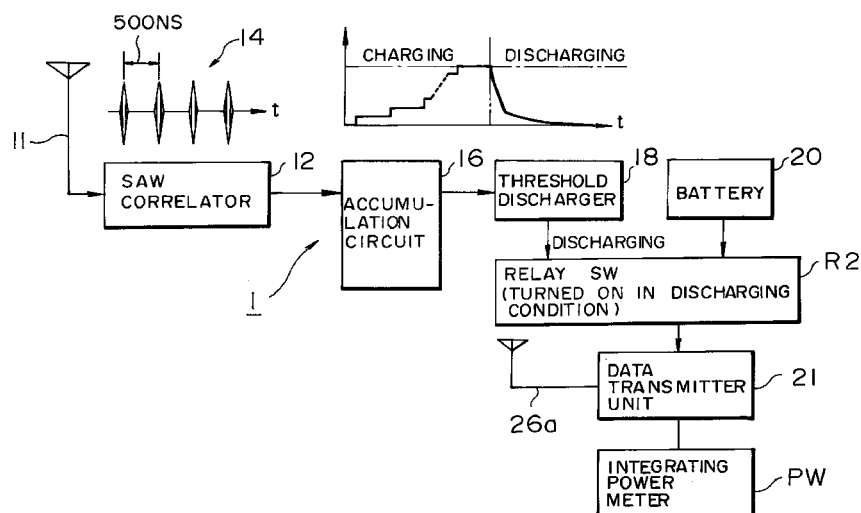 500NS
14
t
CHARGING
DISCHARGING
t
11
12
SAW
CORRELATOR
16
ACCUMU-
LATION
CIRCUIT
18
THRESHOLD
DISCHARGER
20
BATTERY
1
DISCHARGING
R2
RELAY SW
(TURNED ON IN DISCHARGING
CONDITION)
26a
DATA
TRANSMITTER
UNIT
21
INTEGRATING
POWER
METER
PW